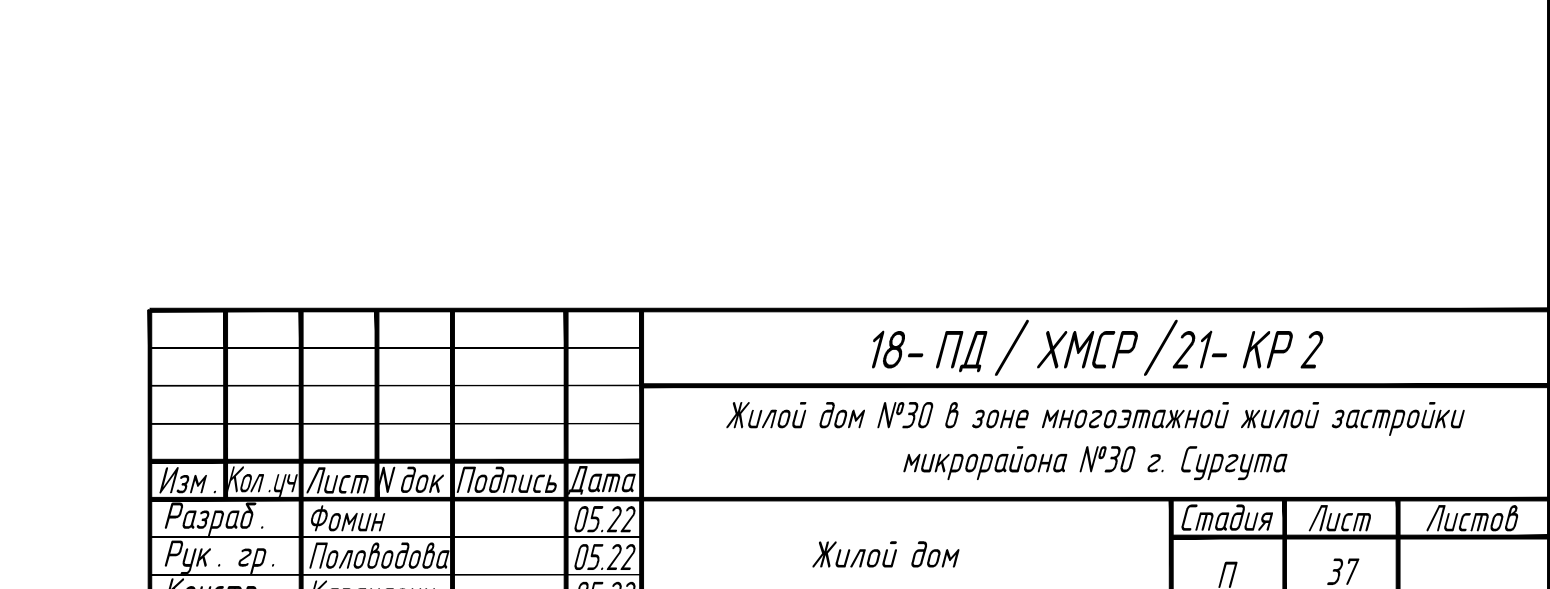 18- ПД / ХМСР /21- КР 2
Жилой дом №30 в зоне многоэтажной жилой застройки
микрорайона №30 г. Сургута
Изм. Кол.уч Лист N док Подпись Дата
Разраб. Фомин 05.22
Рук. гр. Половодова 05.22
Жилой дом
Стадия Лист Листов
П 37